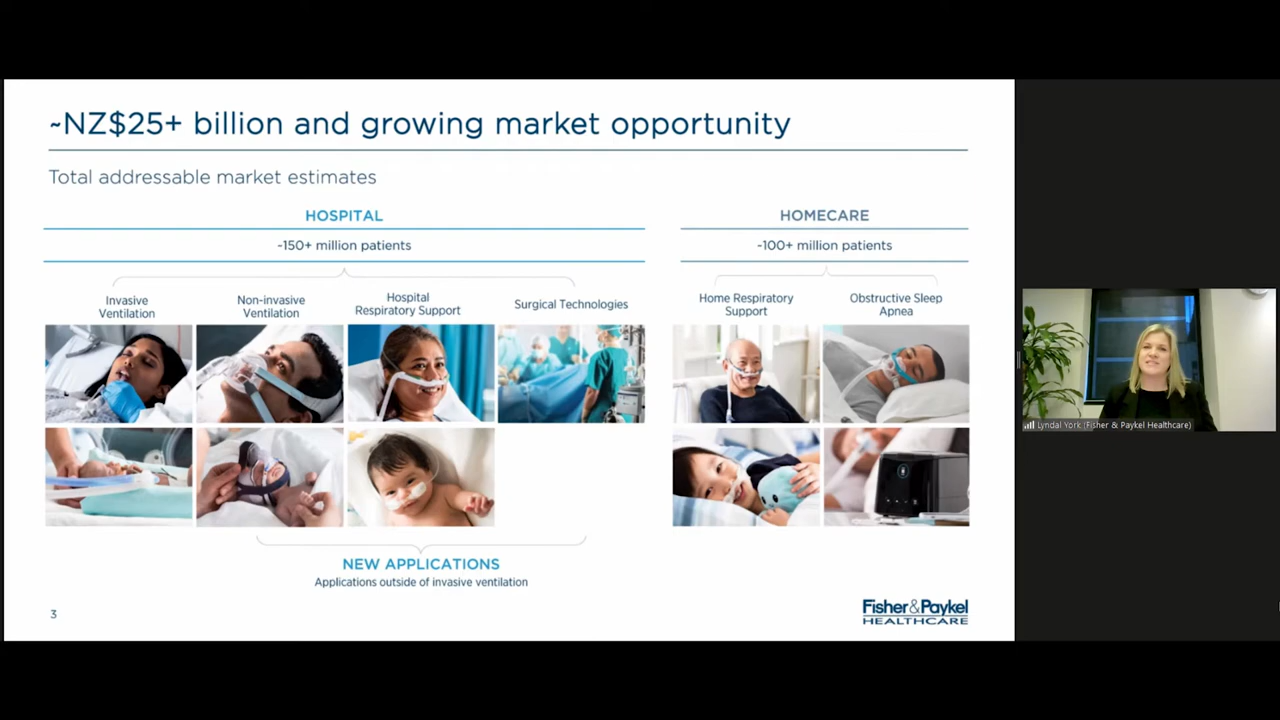 ~NZ$25+ billion and growing market opportunity
Total addressable market estimates
HOSPITAL
~150+ million patients
Invasive
Ventilation
Non-invasive
Ventilation
Hospital
Respiratory Support
Surgical Technologies
NEW APPLICATIONS
Applications outside of invasive ventilation
HOMECARE
~100+ million patients
Home Respiratory
Support
Obstructive Sleep
Apnea
3
Fisher&Paykel
HEALTHCARE
Lyndal York (Fisher & Paykel Healthcare)